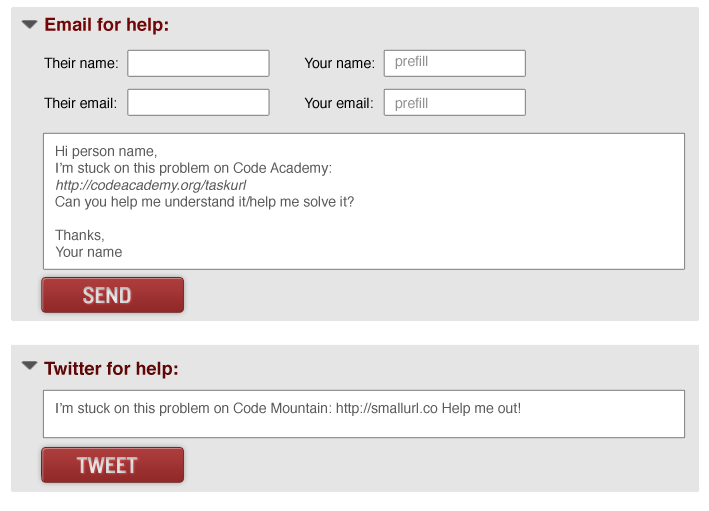 Email for help:
Their name: Your name: prefill
Their email: Your email: prefill
Hi person name,
I'm stuck on this problem on Code Academy:
http://codeacademy.org/taskurl
Can you help me understand it/help me solve it?
Thanks,
Your name
SEND
Twitter for help:
I'm stuck on this problem on Code Mountain: http://smallurl.co Help me out!
TWEET